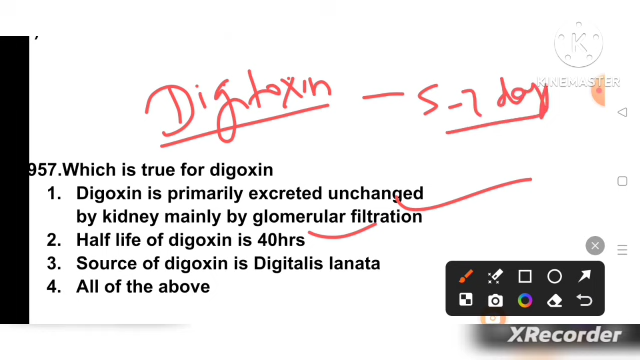 KINEMASTER
Digitoxin — 5-7 day
957.Which is true for digoxin
1. Digoxin is primarily excreted unchanged
by kidney mainly by glomerular filtration
2. Half life of digoxin is 40hrs
3. Source of digoxin is Digitalis lanata
4. All of the above
XRecorder